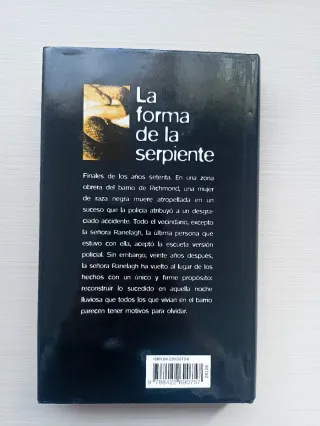 La
forma
de la
serpiente
Finales de los años setenta. En una zona
obrera del barrio de Richmond, una mujer
de raza negra muere atropellada en un
suceso que la policía atribuyó a un desgra-
ciado accidente. Todo el vecindario, excepto
la señora Ranelagh, la última persona que
estuvo con ella, aceptó la escueta versión
policial. Sin embargo, veinte años después,
la señora Ranelagh ha vuelto al lugar de los
hechos con un único y firme propósito:
reconstruir lo sucedido en aquella noche
lluviosa que todos los que vivían en el barrio
parecen tener motivos para olvidar.